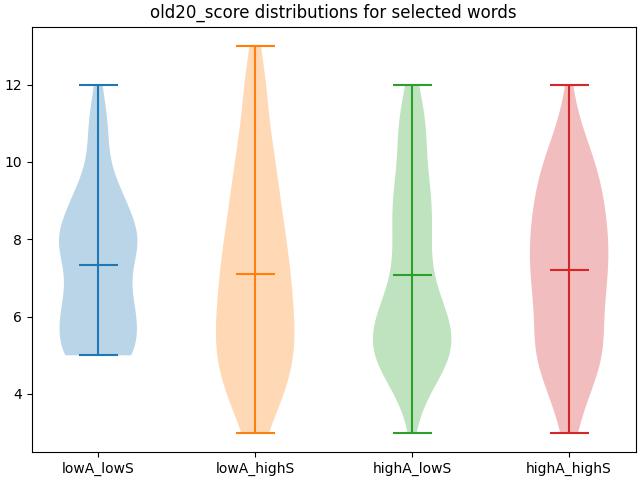 old20_score distributions for selected words
12
10
8
6
4
lowA_lowS
lowA_highS
highA_lowS
highA_highS